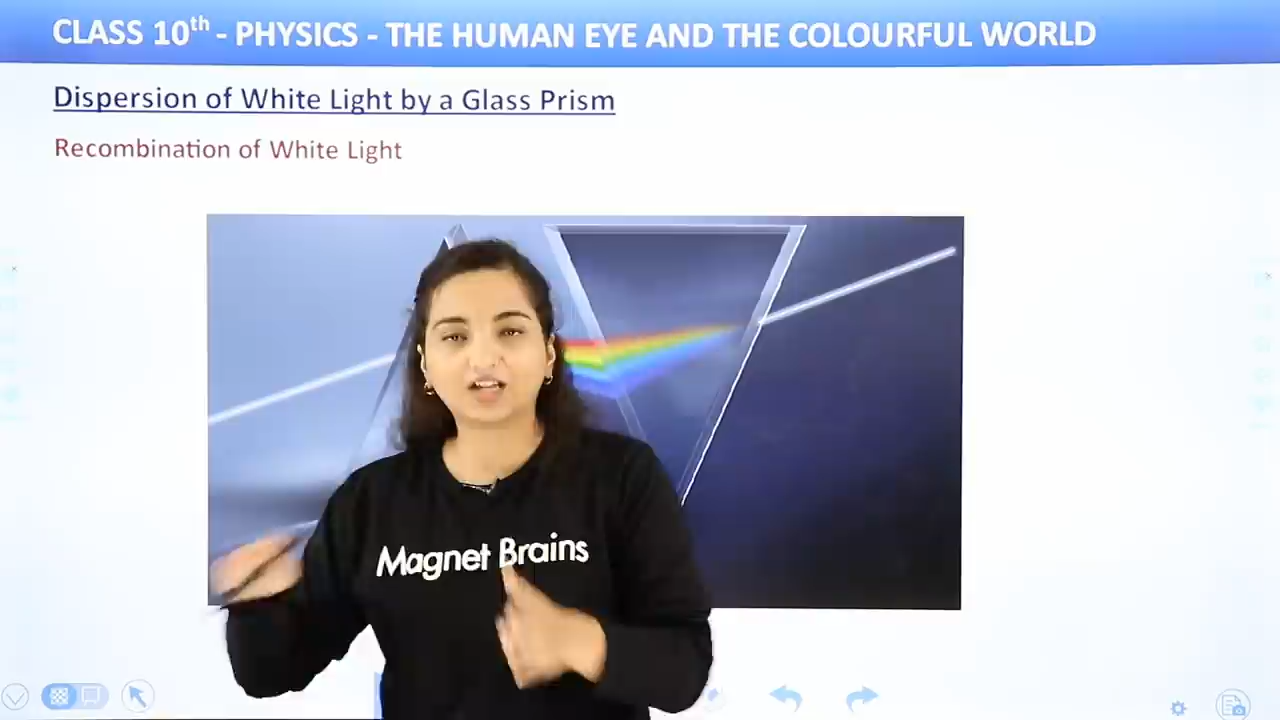 CLASS 10th - PHYSICS - THE HUMAN EYE AND THE COLOURFUL WORLD
Dispersion of White Light by a Glass Prism
Recombination of White Light
Magnet Brains